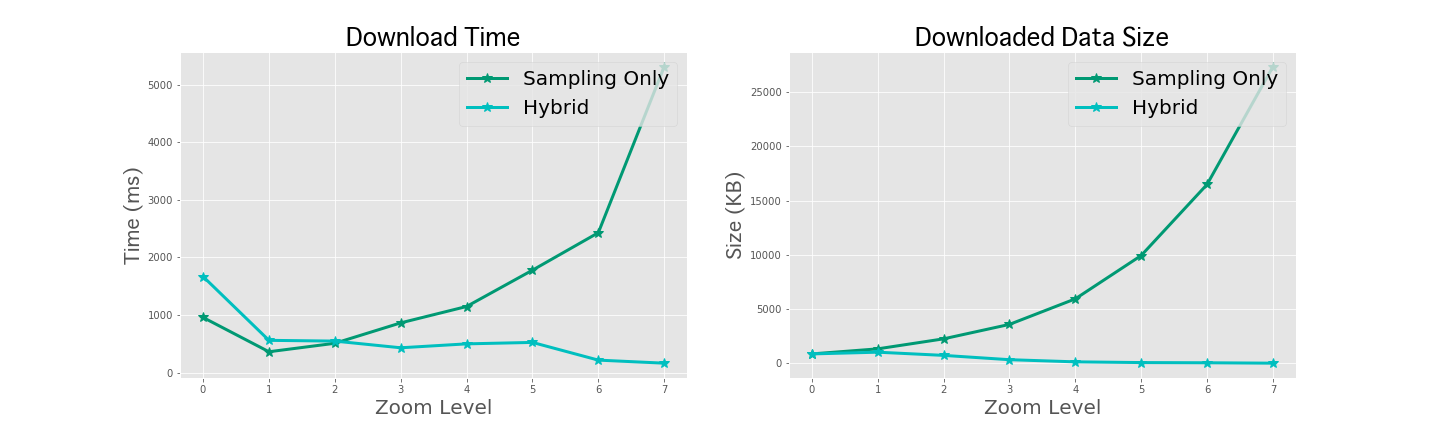 Download Time
Sampling Only
Hybrid
5000
4000
3000
2000
1000
0
Time (ms)
0 1 2 3 4 5 6 7
Zoom Level
Downloaded Data Size
Sampling Only
Hybrid
25000
20000
15000
10000
5000
0
Size (KB)
0 1 2 3 4 5 6 7
Zoom Level